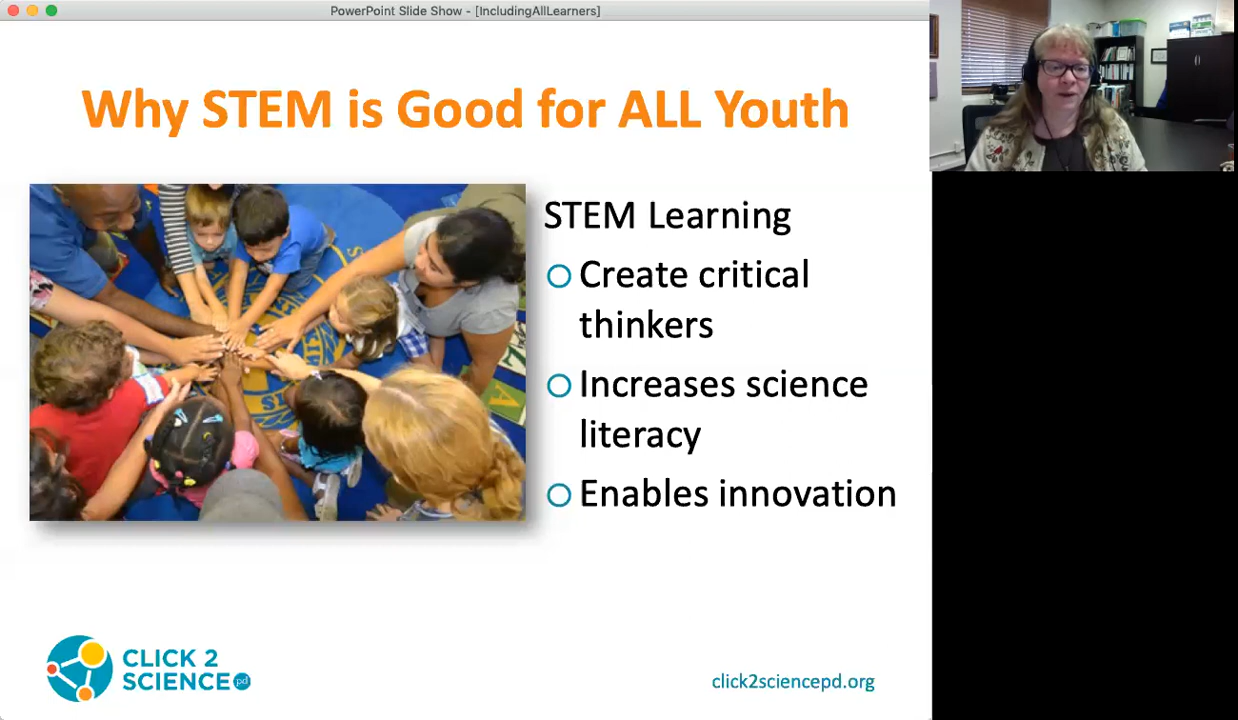 PowerPoint Slide Show - [IncludingAllLearners]
Why STEM is Good for ALL Youth
STEM Learning
Create critical
thinkers
Increases science
literacy
Enables innovation
A
CLICK 2
SCIENCE pd
click2sciencepd.org